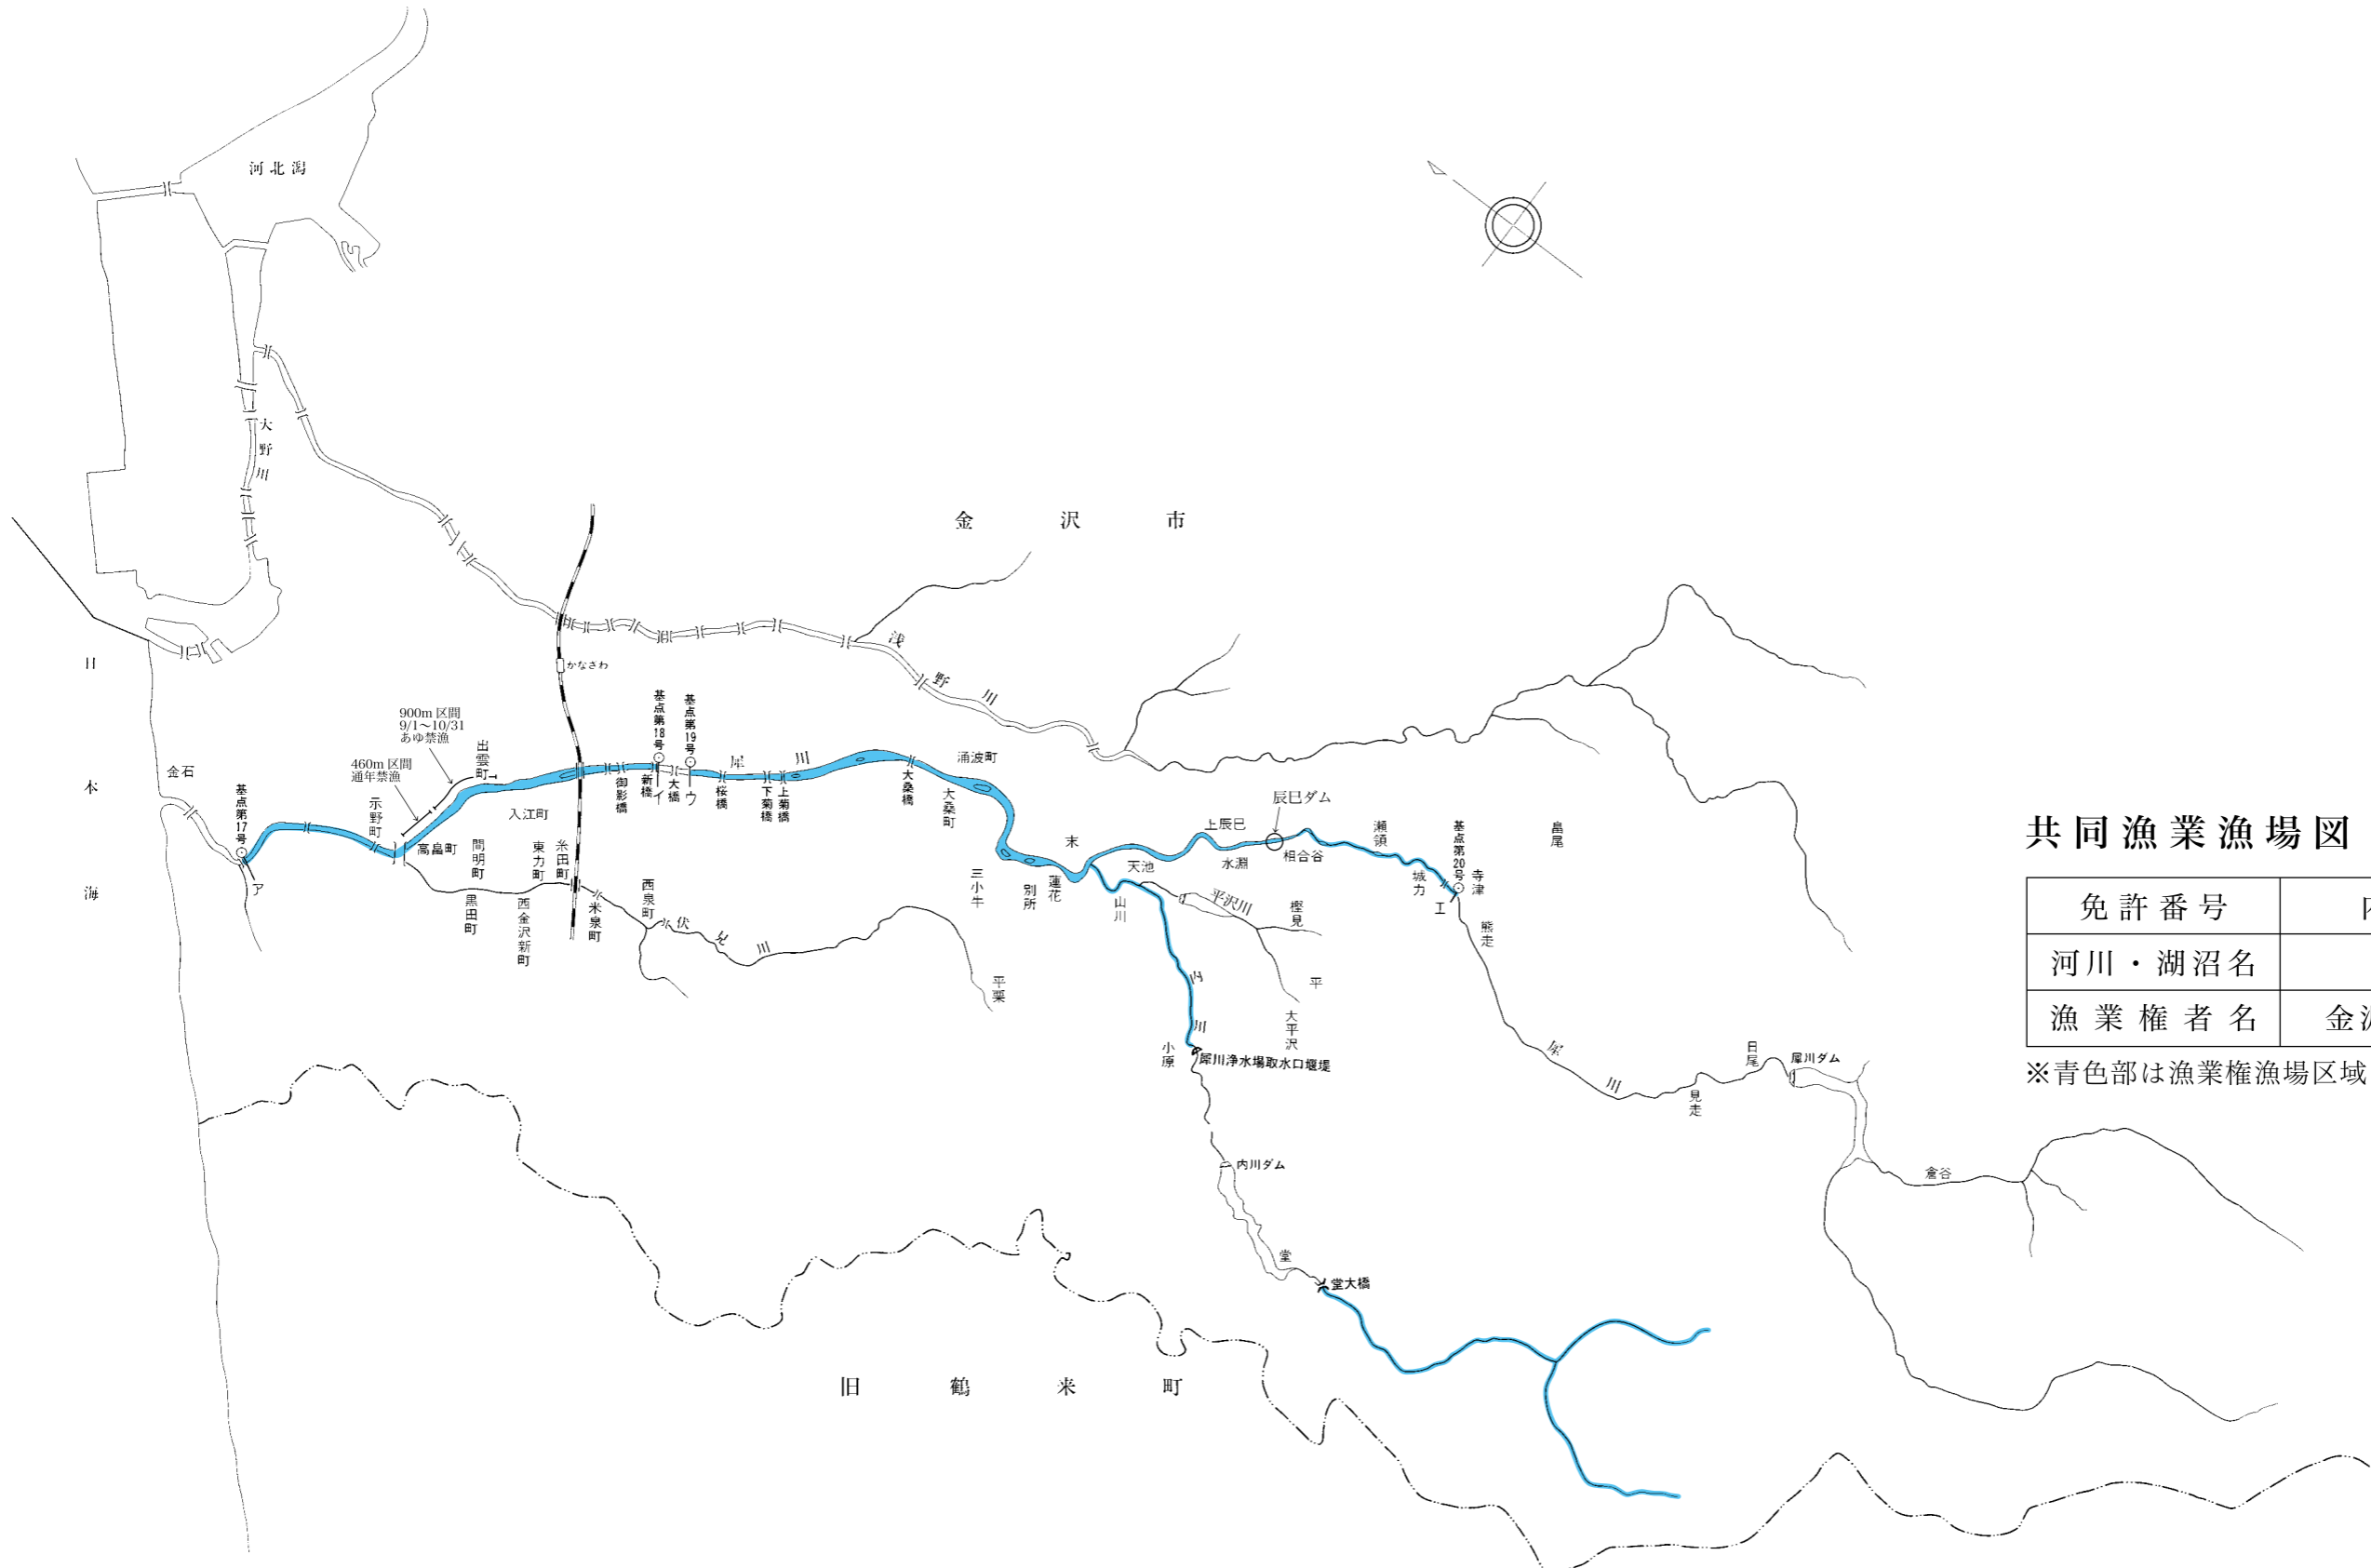 河北潟
大野川
金沢市
日本海
浅野川
かなさわ
900m 区間
9/1〜10/31
あゆ禁漁
460m 区間
通年禁漁
出雲町
金石
示野町
基点第17号
ア
高畠町
入江町
間明町
黒田町
東力町
糸田町
西金沢新町
米泉町
西泉町
伏見川
平栗
御影橋
新橋
基点第18号
イ
大橋
基点第19号
ウ
犀川
桜橋
下菊橋
上菊橋
大桑橋
涌波町
大桑町
三小牛
別所
蓮花
末
天池
山川
上辰巳
水淵
辰巳ダム
相合谷
瀬領
城力
基点第20号
寺津
エ
畠尾
熊走
平沢川
樫見
平
大平沢
内川
小原
犀川浄水場取水口堰堤
犀川
見走
日尾
犀川ダム
倉谷
内川ダム
堂
堂大橋
旧鶴来町
共同漁業漁場図
免許番号
河川・湖沼名
漁業権者名
金沢
※青色部は漁業権漁場区域